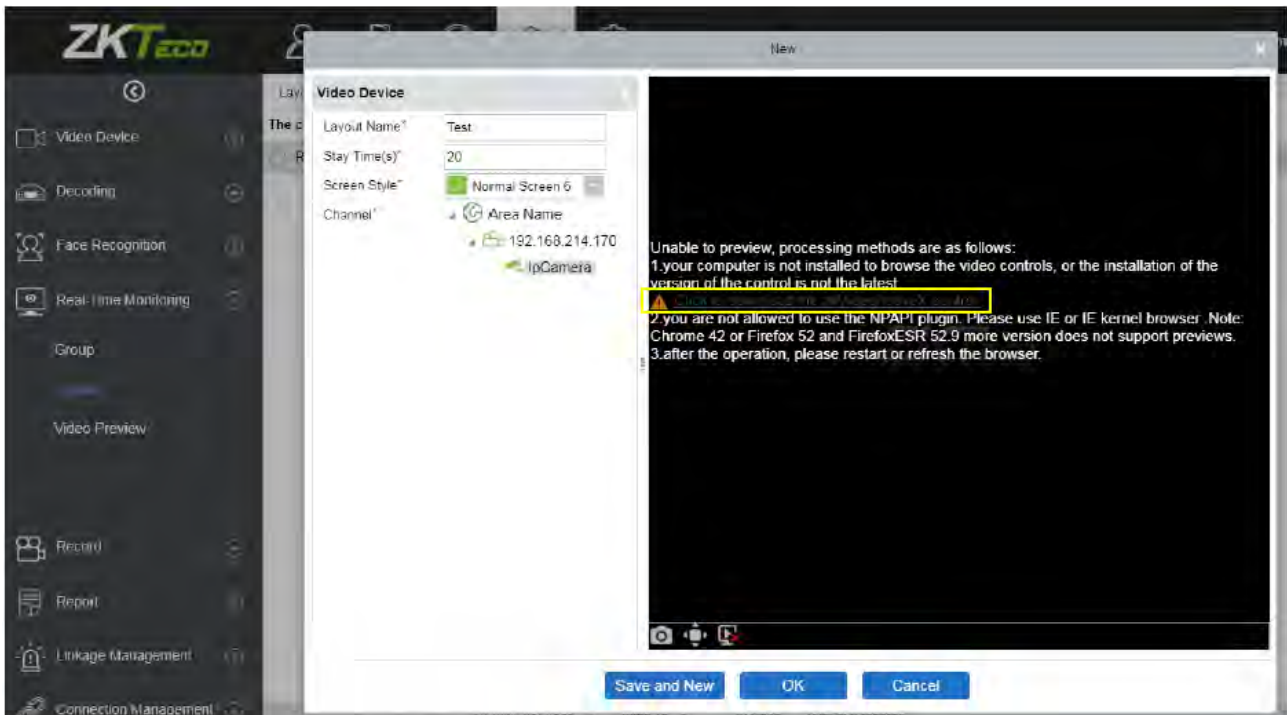 ZKTECO
New
Video Device
Layout Name*
Test
Stay Time(s)*
20
Screen Style*
Normal Screen 6
Channel*
Area Name
192.168.214.170
IpCamera
Lay
The c
R
Video Device
Decoding
Face Recognition
Real-Time Monitoring
Group
Video Preview
Record
Report
Linkage Management
Connection Management
Unable to preview, processing methods are as follows:
1.your computer is not installed to browse the video controls, or the installation of the
version of the control is not the latest
2.you are not allowed to use the NPAPI plugin. Please use IE or IE kernel browser .Note:
Chrome 42 or Firefox 52 and FirefoxESR 52.9 more version does not support previews.
3.after the operation, please restart or refresh the browser.
Save and New
OK
Cancel